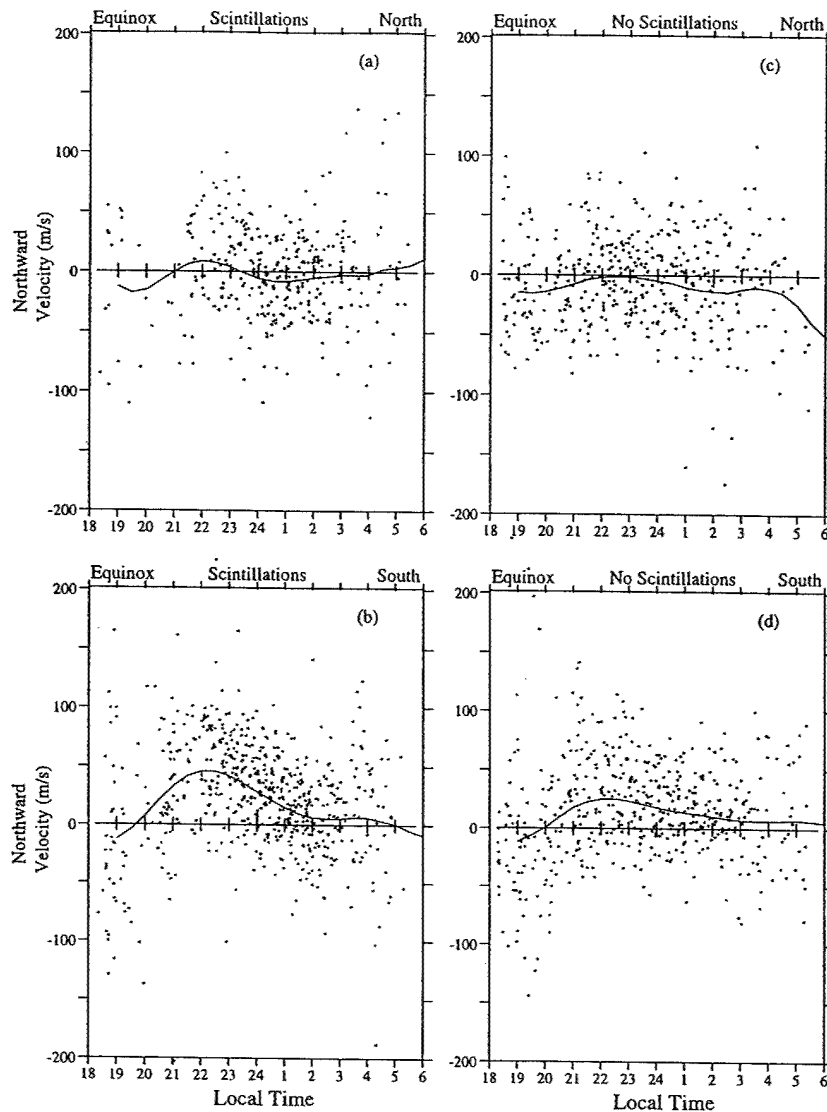 Equinox Scintillations North
200
(a)
100
0
-100
-200
Northward
Velocity (m/s)
18 19 20 21 22 23 24 1 2 3 4 5 6
Equinox No Scintillations North
200
(c)
100
0
-100
-200
18 19 20 21 22 23 24 1 2 3 4 5 6
Equinox Scintillations South
200
(b)
100
0
-100
-200
Northward
Velocity (m/s)
18 19 20 21 22 23 24 1 2 3 4 5 6
Local Time
Equinox No Scintillations South
200
(d)
100
0
-100
-200
18 19 20 21 22 23 24 1 2 3 4 5 6
Local Time